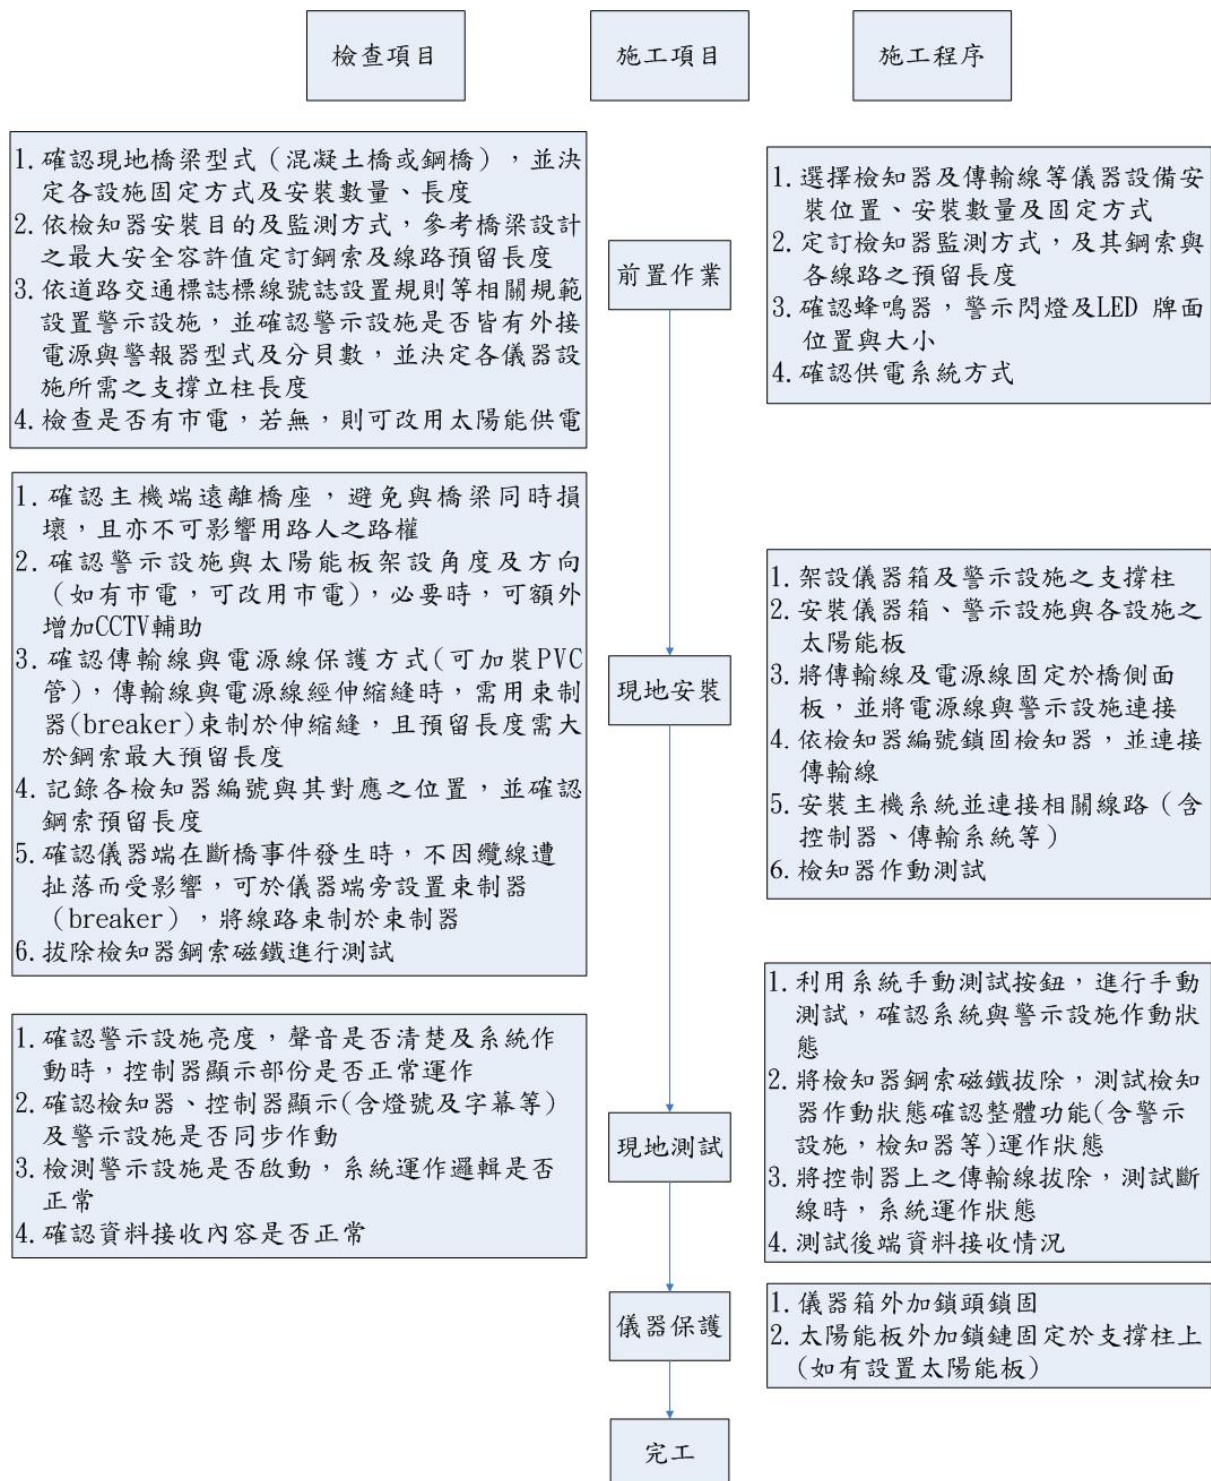 檢查項目
施工項目
施工程序
1.確認現地橋梁型式（混凝土橋或鋼橋），並決
定各設施固定方式及安裝數量、長度
2.依檢知器安裝目的及監測方式，參考橋梁設計
之最大安全容許值定訂鋼索及線路預留長度
3.依道路交通標誌標線號誌設置規則等相關規範
設置警示設施，並確認警示設施是否皆有外接
電源與警報器型式及分貝數，並決定各儀器設
施所需之支撐立柱長度
4.檢查是否有市電，若無，則可改用太陽能供電
前置作業
1.選擇檢知器及傳輸線等儀器設備安
裝位置、安裝數量及固定方式
2.定訂檢知器監測方式，及其鋼索與
各線路之預留長度
3.確認蜂鳴器，警示閃燈及LED 牌面
位置與大小
4.確認供電系統方式
1.確認主機端遠離橋座，避免與橋梁同時損
壞，且亦不可影響用路人之路權
2.確認警示設施與太陽能板架設角度及方向
（如有市電，可改用市電)，必要時，可額外
增加CCTV輔助
3.確認傳輸線與電源線保護方式(可加裝PVC
管)，傳輸線與電源線經伸縮縫時，需用束制
器(breaker)束制於伸縮縫，且預留長度需大
於鋼索最大預留長度
4.記錄各檢知器編號與其對應之位置，並確認
鋼索預留長度
5.確認儀器端在斷橋事件發生時，不因纜線遭
扯落而受影響，可於儀器端旁設置束制器
（breaker），將線路束制於束制器
6.拔除檢知器鋼索磁鐵進行測試
現地安裝
1.架設儀器箱及警示設施之支撐柱
2.安裝儀器箱、警示設施與各設施之
太陽能板
3.將傳輸線及電源線固定於橋側面
板，並將電源線與警示設施連接
4.依檢知器編號鎖固檢知器，並連接
傳輸線
5.安裝主機系統並連接相關線路（含
控制器、傳輸系統等）
6.檢知器作動測試
1.確認警示設施亮度，聲音是否清楚及系統作
動時，控制器顯示部份是否正常運作
2.確認檢知器、控制器顯示(含燈號及字幕等)
及警示設施是否同步作動
3.檢測警示設施是否啟動，系統運作邏輯是否
正常
4.確認資料接收內容是否正常
現地測試
1.利用系統手動測試按鈕，進行手動
測試，確認系統與警示設施作動狀
態
2.將檢知器鋼索磁鐵拔除，測試檢知
器作動狀態確認整體功能(含警示
設施，檢知器等)運作狀態
3.將控制器上之傳輸線拔除，測試斷
線時，系統運作狀態
4.測試後端資料接收情況
儀器保護
1.儀器箱外加鎖頭鎖固
2.太陽能板外加鎖鏈固定於支撐柱上
(如有設置太陽能板)
完工